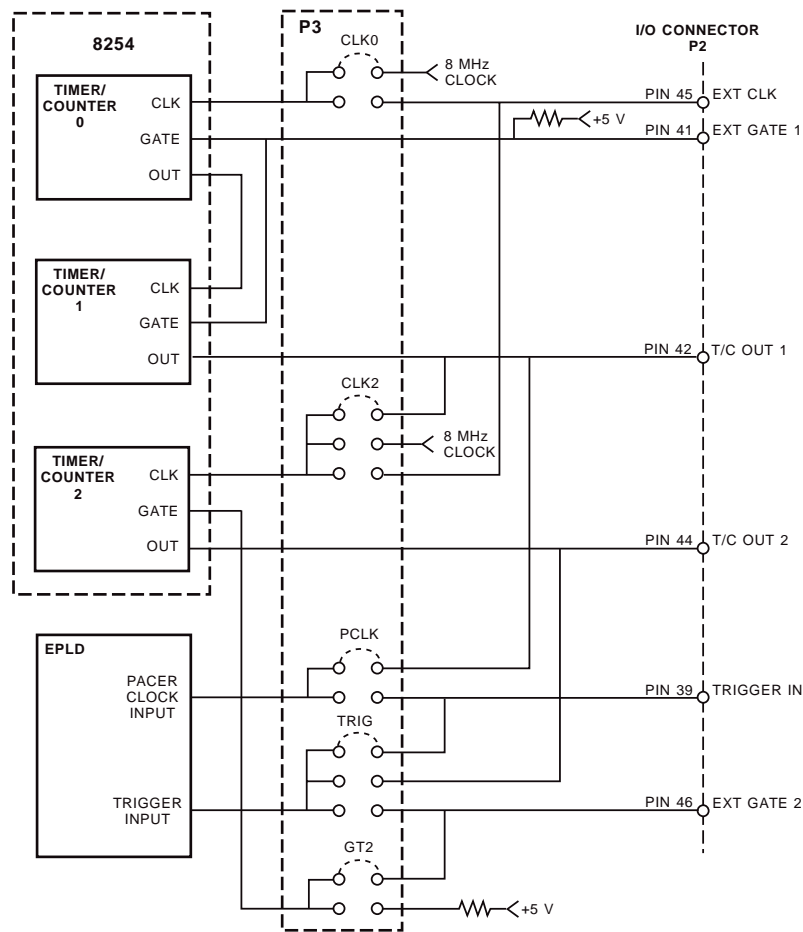 8254
P3
I/O CONNECTOR
P2
CLK0
8 MHz
CLOCK
TIMER/
COUNTER
0
CLK
GATE
OUT
PIN 45
EXT CLK
+5 V
PIN 41
EXT GATE 1
TIMER/
COUNTER
1
CLK
GATE
OUT
PIN 42
T/C OUT 1
CLK2
8 MHz
CLOCK
TIMER/
COUNTER
2
CLK
GATE
OUT
PIN 44
T/C OUT 2
EPLD
PCLK
PACER
CLOCK
INPUT
PIN 39
TRIGGER IN
TRIG
TRIGGER
INPUT
PIN 46
EXT GATE 2
GT2
+5 V